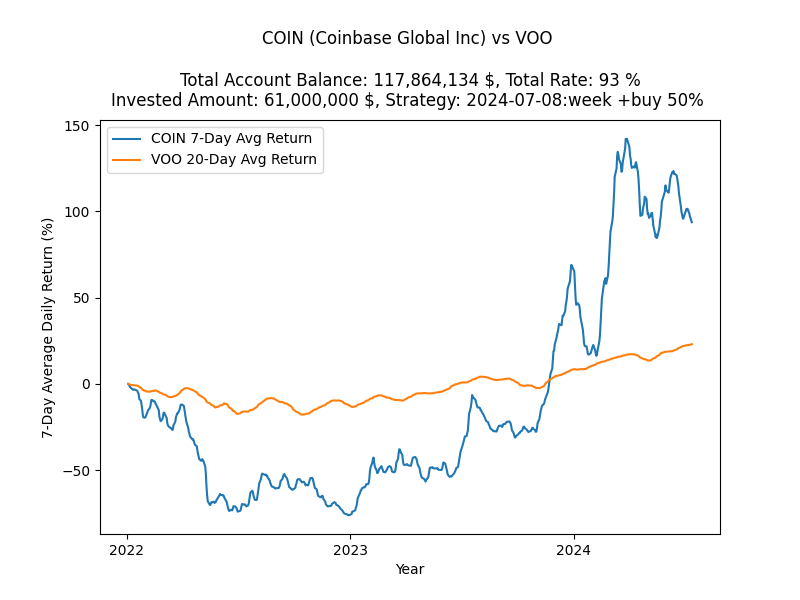 COIN (Coinbase Global Inc) vs VOO
Total Account Balance: 117,864,134 $, Total Rate: 93 %
Invested Amount: 61,000,000 $, Strategy: 2024-07-08:week +buy 50%
COIN 7-Day Avg Return
VOO 20-Day Avg Return
7-Day Average Daily Return (%)
150
100
50
0
−50
2022
2023
2024
Year